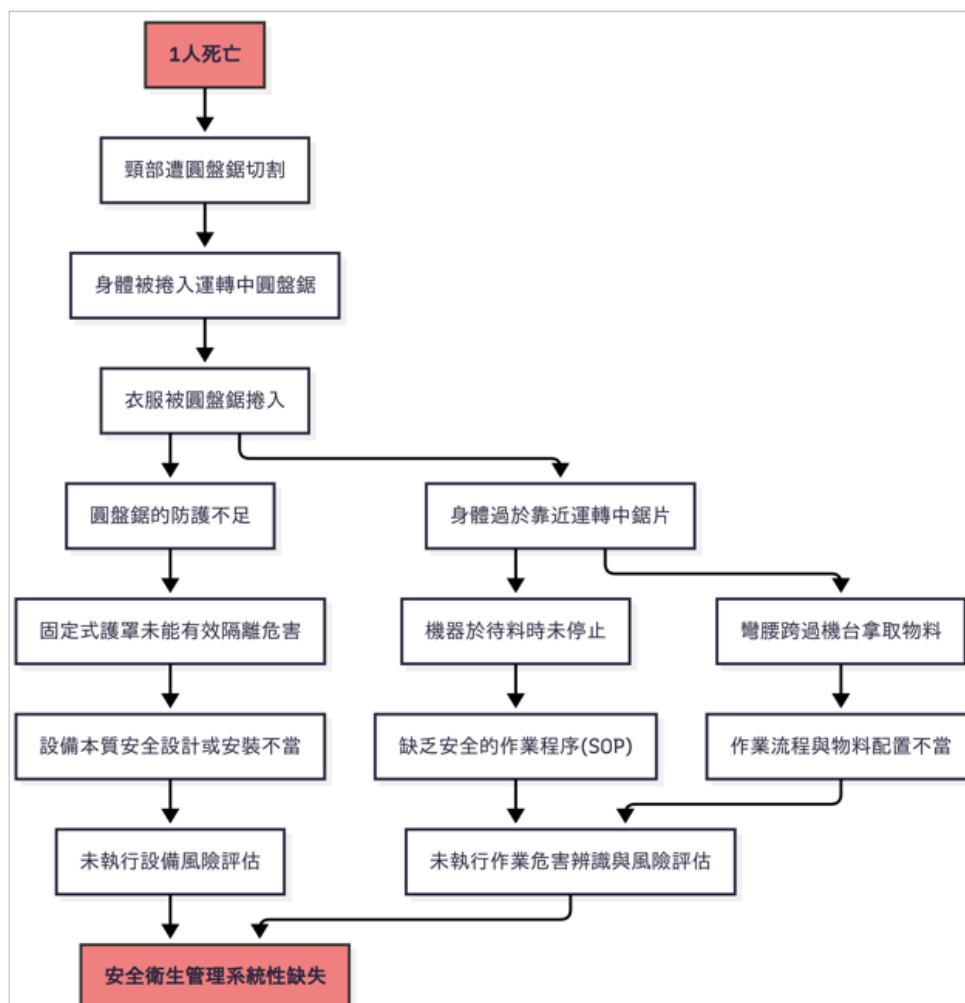 1人死亡
頸部遭圓盤鋸切割
身體被捲入運轉中圓盤鋸
衣服被圓盤鋸捲入
圓盤鋸的防護不足
身體過於靠近運轉中鋸片
固定式護罩未能有效隔離危害
機器於待料時未停止
彎腰跨過機台拿取物料
設備本質安全設計或安裝不當
缺乏安全的作業程序(SOP)
作業流程與物料配置不當
未執行設備風險評估
未執行作業危害辨識與風險評估
安全衛生管理系統性缺失